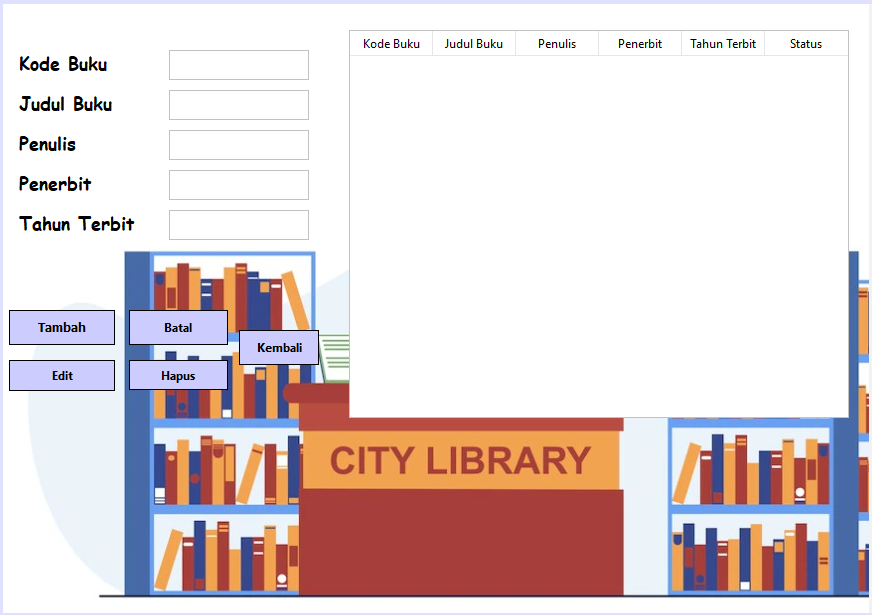 Kode Buku
Judul Buku
Penulis
Penerbit
Tahun Terbit
Kode Buku Judul Buku Penulis Penerbit Tahun Terbit Status
Tambah Batal
Kembali
Edit Hapus
CITY LIBRARY